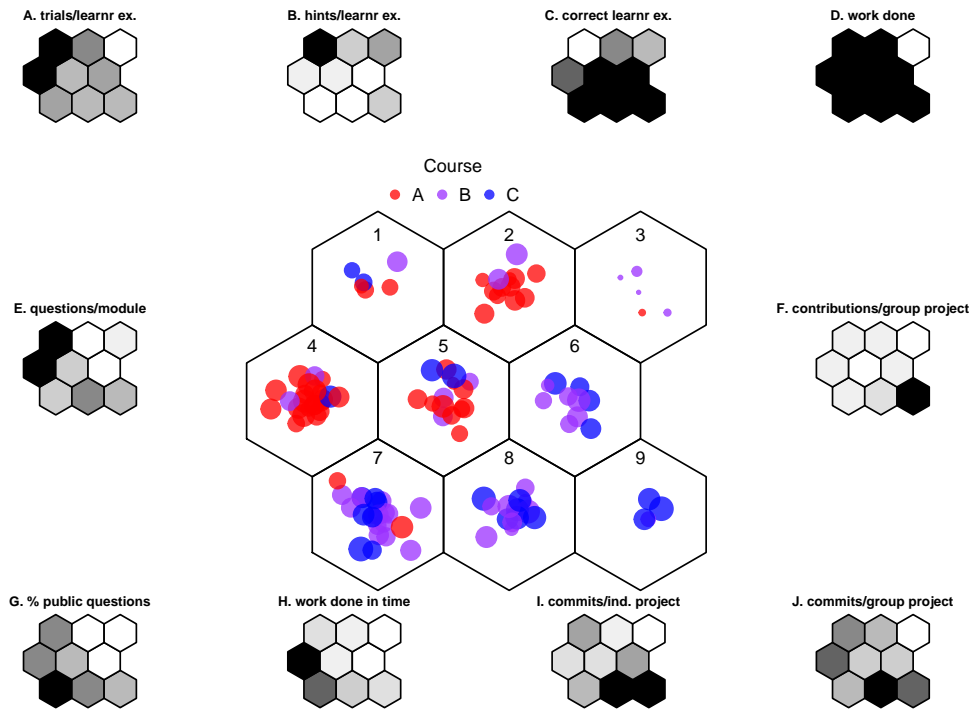 A. trials/learnr ex.
B. hints/learnr ex.
C. correct learnr ex.
D. work done
Course
A B C
1 2 3
E. questions/module
F. contributions/group project
4 5 6
7 8 9
G. % public questions
H. work done in time
I. commits/ind. project
J. commits/group project